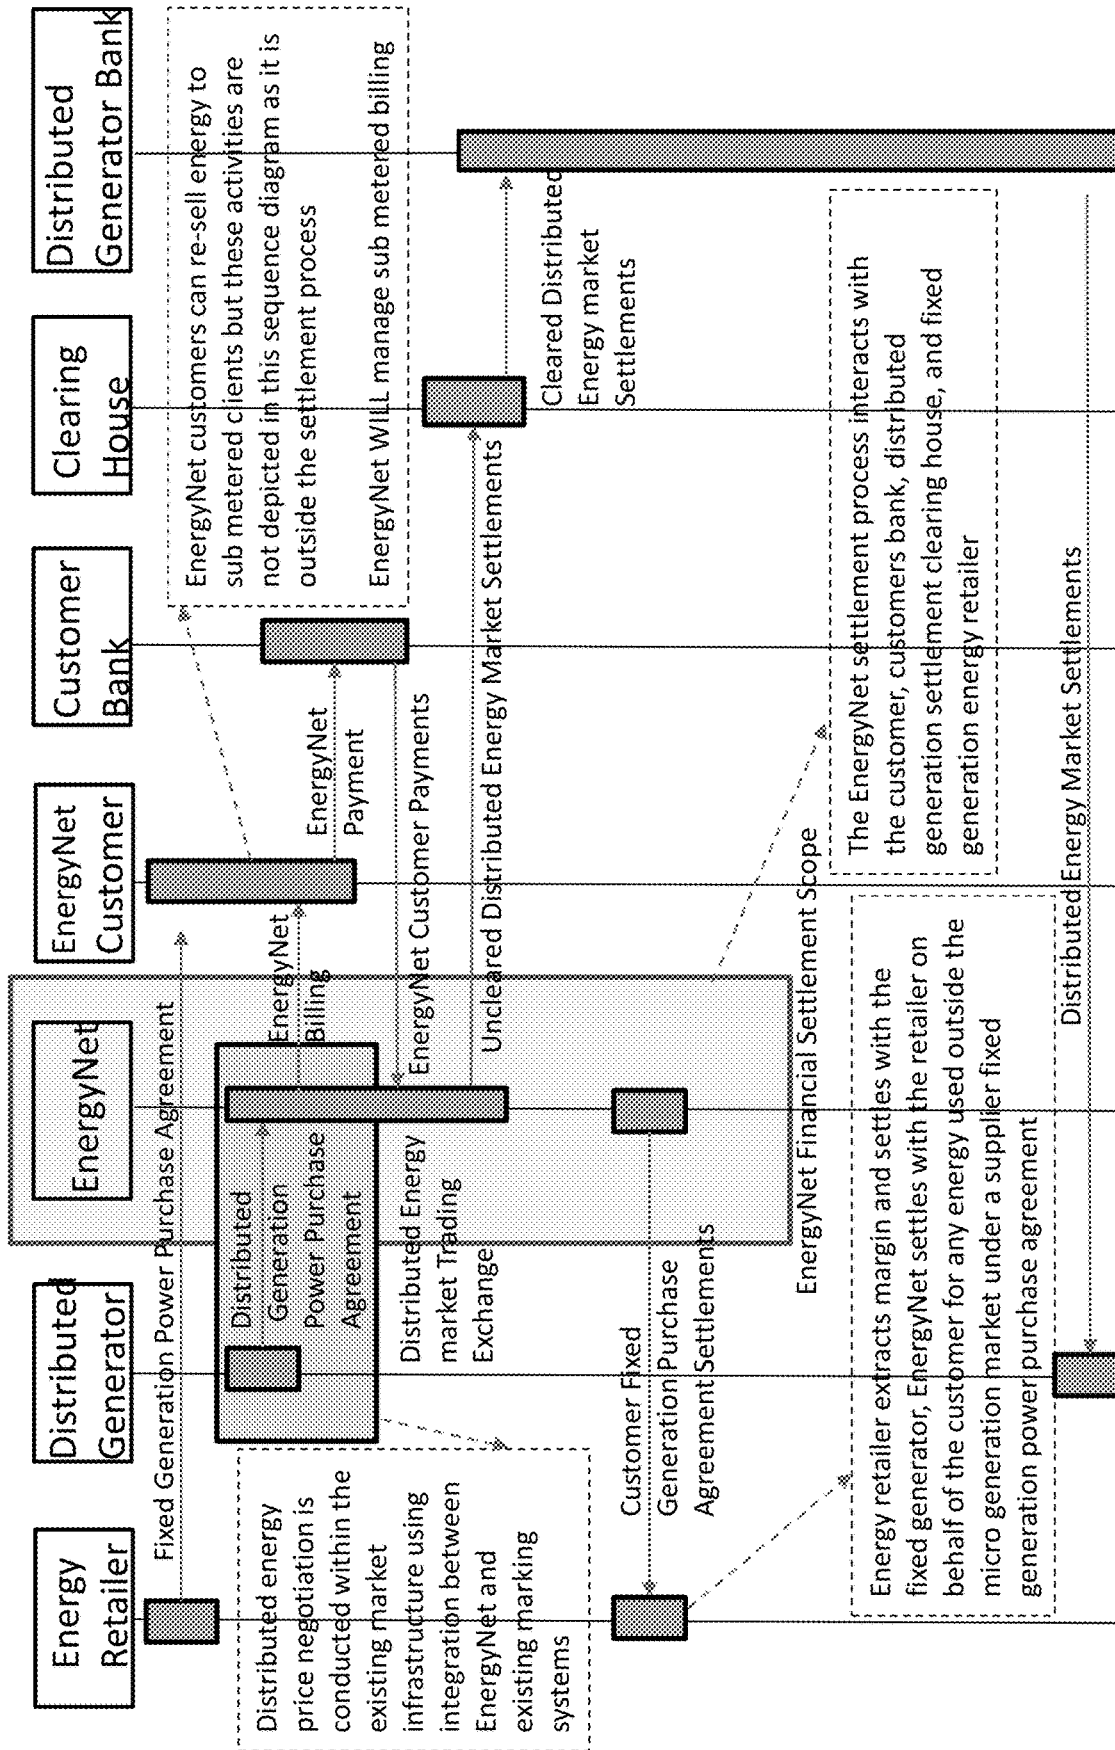 Energy
Retailer
Distributed
Generator
EnergyNet
EnergyNet
Customer
Customer
Bank
Clearing
House
Distributed
Generator Bank
Fixed Generation Power Purchase Agreement
EnergyNet customers can re-sell energy to
sub metered clients but these activities are
not depicted in this sequence diagram as it is
outside the settlement process
EnergyNet WILL manage sub metered billing
Distributed energy
price negotiation is
conducted within the
existing market
infrastructure using
integration between
EnergyNet and
existing marking
systems
Distributed
Generation
Power Purchase
Agreement
EnergyNet
Billing
EnergyNet
Payment
EnergyNet Customer Payments
Distributed Energy
market Trading
Exchange
Uncleared Distributed Energy Market Settlements
Cleared Distributed
Energy market
Settlements
Customer Fixed
Generation Purchase
Agreement Settlements
EnergyNet Financial Settlement Scope
The EnergyNet settlement process interacts with
the customer, customers bank, distributed
generation settlement clearing house, and fixed
generation energy retailer
Energy retailer extracts margin and settles with the
fixed generator, EnergyNet settles with the retailer on
behalf of the customer for any energy used outside the
micro generation market under a supplier fixed
generation power purchase agreement
Distributed Energy Market Settlements